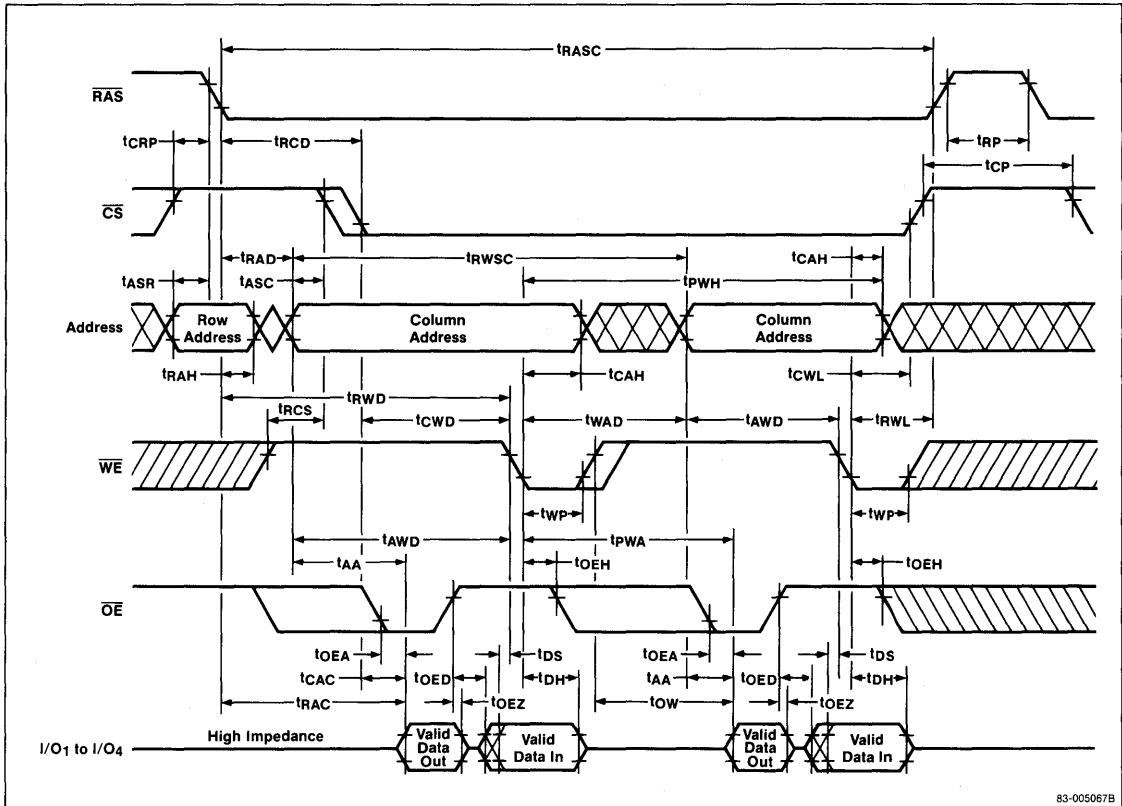 tRASC
RAS
tCRP
tRCD
tRP
tCP
CS
tRAD
tRWSC
tCAH
tASR
tASC
tPWH
Address
Row
Address
Column
Address
Column
Address
tRAH
tCAH
tCWL
tRWD
tRCS
tCWD
tWAD
tAWD
tRWL
WE
tWP
tWP
tAWD
tPWA
tAA
tOEH
tOEH
OE
tOEA
tDS
tOEA
tDS
tCAC
tOED
tDH
tAA
tOED
tDH
tRAC
tOEZ
tOW
tOEZ
I/O1 to I/O4
High Impedance
Valid
Data
Out
Valid
Data In
Valid
Data
Out
Valid
Data In
83-005067B